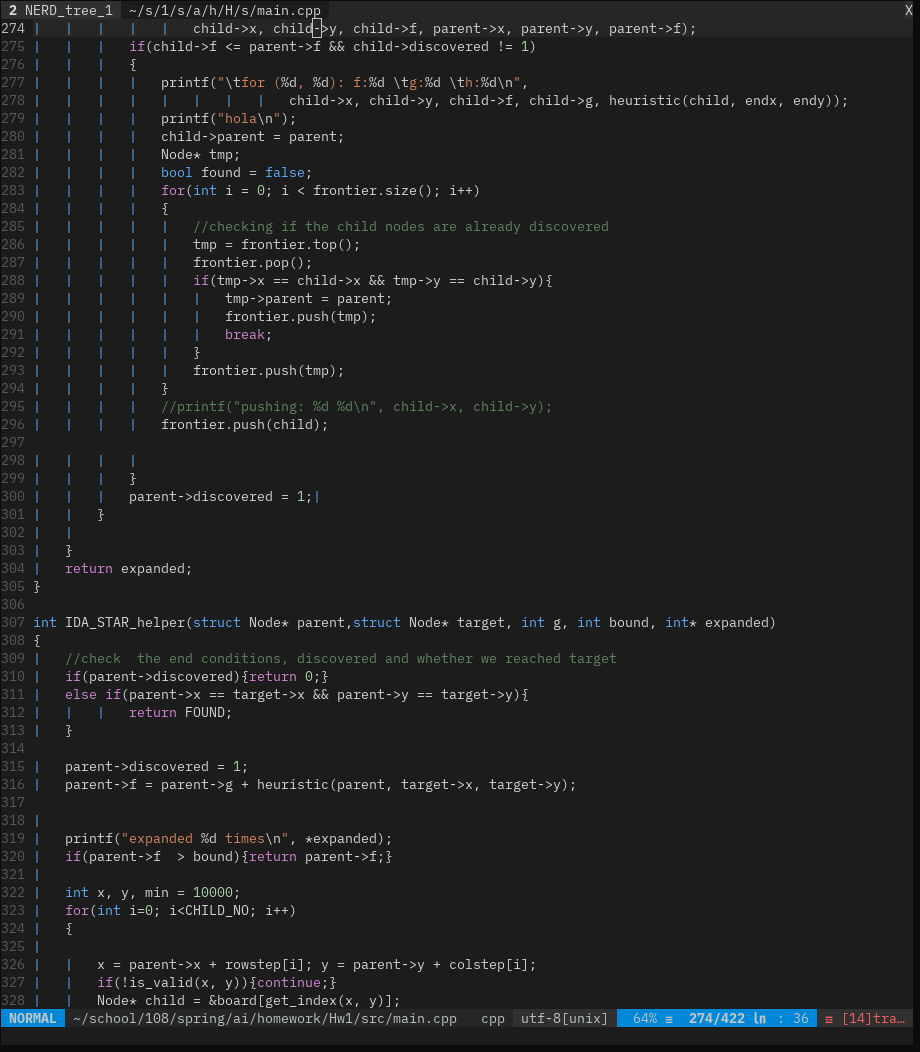 2 NERD_tree_1 ~/s/1/s/a/h/H/s/main.cpp X
274 | | | | | child->x, child->y, child->f, parent->x, parent->y, parent->f);
275 | | | if(child->f <= parent->f && child->discovered != 1)
276 | | | {
277 | | | | printf("\tfor (%d, %d): f:%d \tg:%d \th:%d\n",
278 | | | | | | | | child->x, child->y, child->f, child->g, heuristic(child, endx, endy));
279 | | | | printf("hola\n");
280 | | | | child->parent = parent;
281 | | | | Node* tmp;
282 | | | | bool found = false;
283 | | | | for(int i = 0; i < frontier.size(); i++)
284 | | | | {
285 | | | | | //checking if the child nodes are already discovered
286 | | | | | tmp = frontier.top();
287 | | | | | frontier.pop();
288 | | | | | if(tmp->x == child->x && tmp->y == child->y){
289 | | | | | | tmp->parent = parent;
290 | | | | | | frontier.push(tmp);
291 | | | | | | break;
292 | | | | | }
293 | | | | | frontier.push(tmp);
294 | | | | }
295 | | | | //printf("pushing: %d %d\n", child->x, child->y);
296 | | | | frontier.push(child);
297
298 | | | |
299 | | | }
300 | | | parent->discovered = 1;|
301 | | }
302 | |
303 | }
304 | return expanded;
305 }
306
307 int IDA_STAR_helper(struct Node* parent,struct Node* target, int g, int bound, int* expanded)
308 {
309 | //check  the end conditions, discovered and whether we reached target
310 | if(parent->discovered){return 0;}
311 | else if(parent->x == target->x && parent->y == target->y){
312 | | | return FOUND;
313 | }
314
315 | parent->discovered = 1;
316 | parent->f = parent->g + heuristic(parent, target->x, target->y);
317
318 |
319 | printf("expanded %d times\n", *expanded);
320 | if(parent->f  > bound){return parent->f;}
321 |
322 | int x, y, min = 10000;
323 | for(int i=0; i<CHILD_NO; i++)
324 | {
325 |
326 | | x = parent->x + rowstep[i]; y = parent->y + colstep[i];
327 | | if(!is_valid(x, y)){continue;}
328 | | Node* child = &board[get_index(x, y)];
NORMAL ~/school/108/spring/ai/homework/Hw1/src/main.cpp cpp utf-8[unix] 64% ≡ 274/422 ln : 36 ☲ [14]tra…